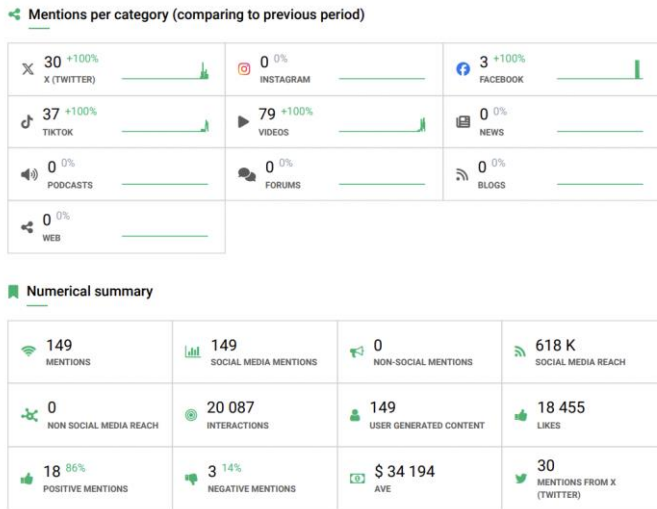 Mentions per category (comparing to previous period)
30 +100%
X (TWITTER)
0 0%
INSTAGRAM
3 +100%
FACEBOOK
37 +100%
TIKTOK
79 +100%
VIDEOS
0 0%
NEWS
0 0%
PODCASTS
0 0%
FORUMS
0 0%
BLOGS
0 0%
WEB
Numerical summary
149
MENTIONS
149
SOCIAL MEDIA MENTIONS
0
NON-SOCIAL MENTIONS
618 K
SOCIAL MEDIA REACH
0
NON SOCIAL MEDIA REACH
20 087
INTERACTIONS
149
USER GENERATED CONTENT
18 455
LIKES
18 86%
POSITIVE MENTIONS
3 14%
NEGATIVE MENTIONS
$ 34 194
AVE
30
MENTIONS FROM X
(TWITTER)